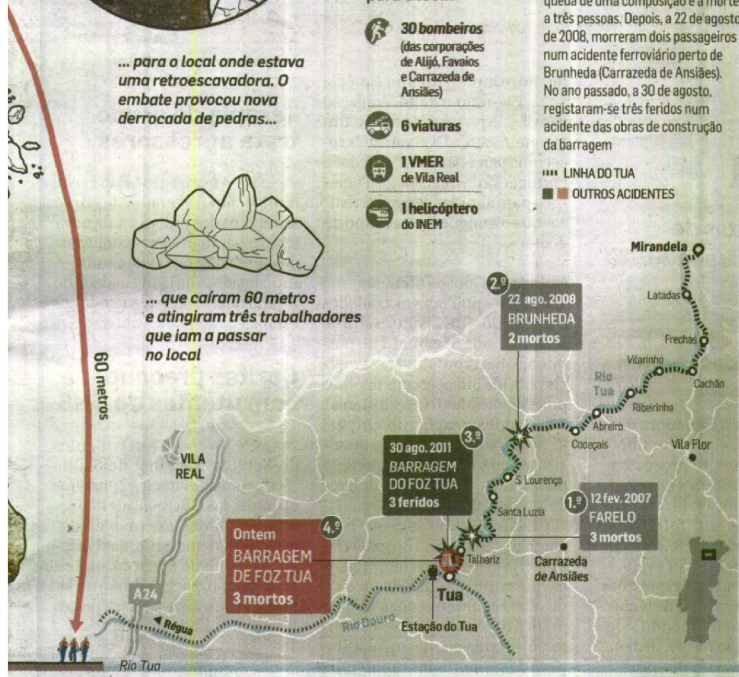 ... para o local onde estava
uma retroescavadora. O
embate provocou nova
derrocada de pedras...
... que caíram 60 metros
e atingiram três trabalhadores
que iam a passar
no local
60 metros
30 bombeiros
(das corporações
de Alijó, Favaios
e Carrazeda de
Ansiães)
6 viaturas
1 VMER
de Vila Real
1 helicóptero
do INEM
queda de uma composição e a morte
a três pessoas. Depois, a 22 de agosto
de 2008, morreram dois passageiros
num acidente ferroviário perto de
Brunheda (Carrazeda de Ansiães).
No ano passado, a 30 de agosto,
registaram-se três feridos num
acidente das obras de construção
da barragem
LINHA DO TUA
OUTROS ACIDENTES
Mirandela
Latadas
Frechas
Vilarinho
Cachão
Rio
Tua
Ribeirinha
Abreiro
Codeçais
Vila Flor
2.º
22 ago. 2008
BRUNHEDA
2 mortos
3.º
30 ago. 2011
BARRAGEM
DO FOZ TUA
3 feridos
S. Lourenço
Santa Luzia
1.º
12 fev. 2007
FARELO
3 mortos
VILA
REAL
4.º
Ontem
BARRAGEM
DE FOZ TUA
3 mortos
Talhariz
Carrazeda
de Ansiães
Tua
A24
Régua
Rio Douro
Estação do Tua
Rio Tua